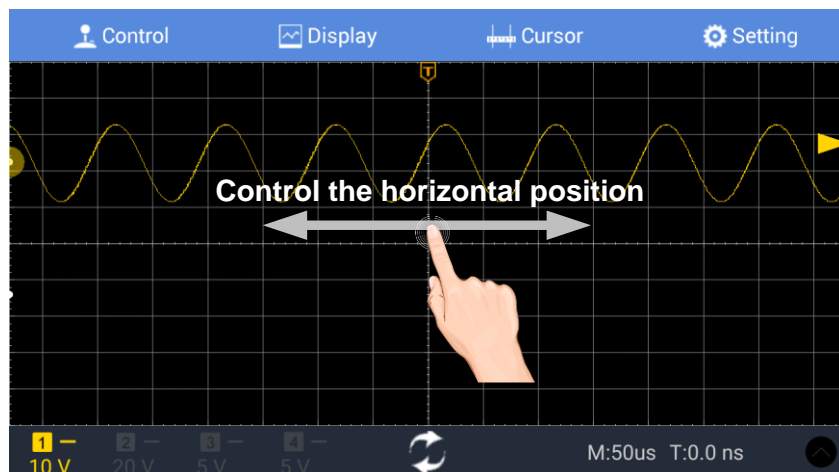 Control Display Cursor Setting
T
Control the horizontal position
1 2 3 4 M:50us T:0.0 ns
10 V 20 V 5 V 5 V